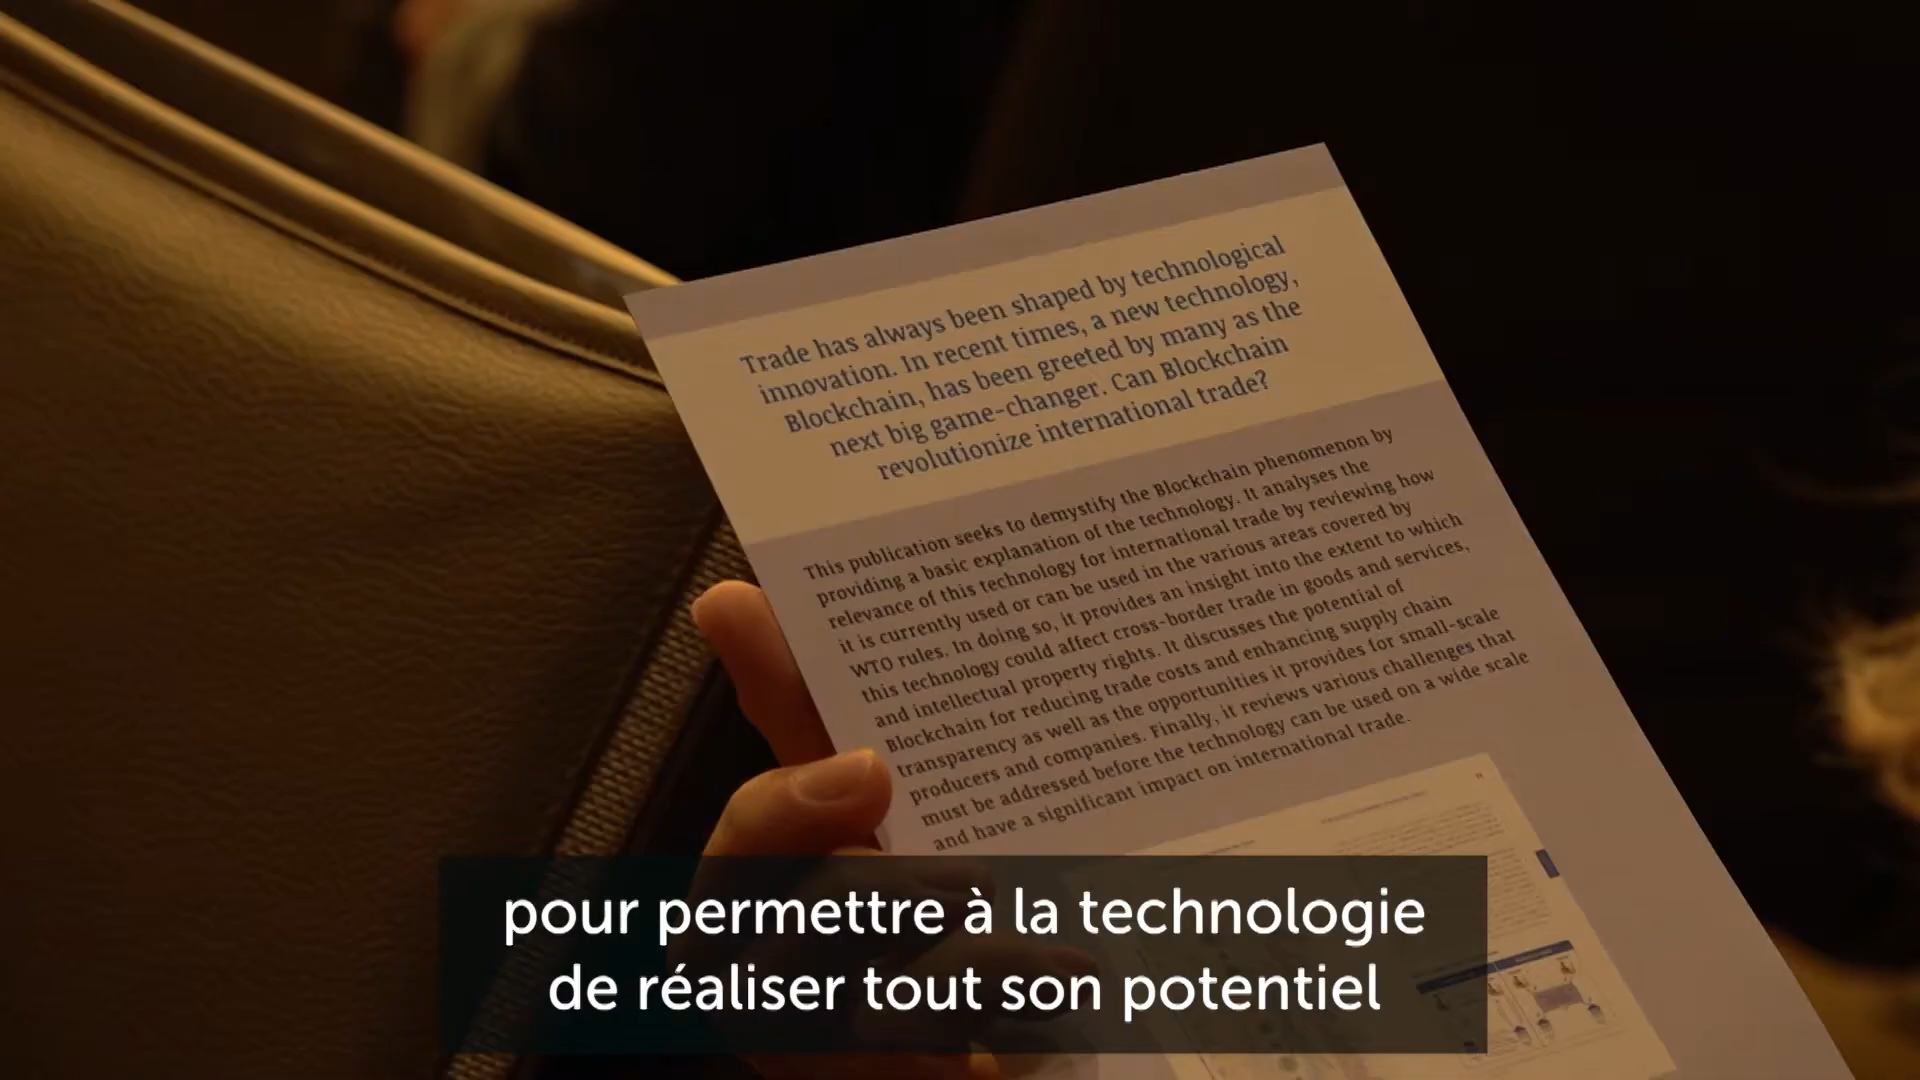 Trade has always been shaped by technological
innovation. In recent times, a new technology,
Blockchain, has been greeted by many as the
next big game-changer. Can Blockchain
revolutionize international trade?
This publication seeks to demystify the Blockchain phenomenon by
providing a basic explanation of the technology. It analyses the
relevance of this technology for international trade by reviewing how
it is currently used or can be used in the various areas covered by
WTO rules. In doing so, it provides an insight into the extent to which
this technology could affect cross-border trade in goods and services,
and intellectual property rights. It discusses the potential of
Blockchain for reducing trade costs and enhancing supply chain
transparency as well as the opportunities it provides for small-scale
producers and companies. Finally, it reviews various challenges that
must be addressed before the technology can be used on a wide scale
and have a significant impact on international trade.
pour permettre à la technologie
de réaliser tout son potentiel